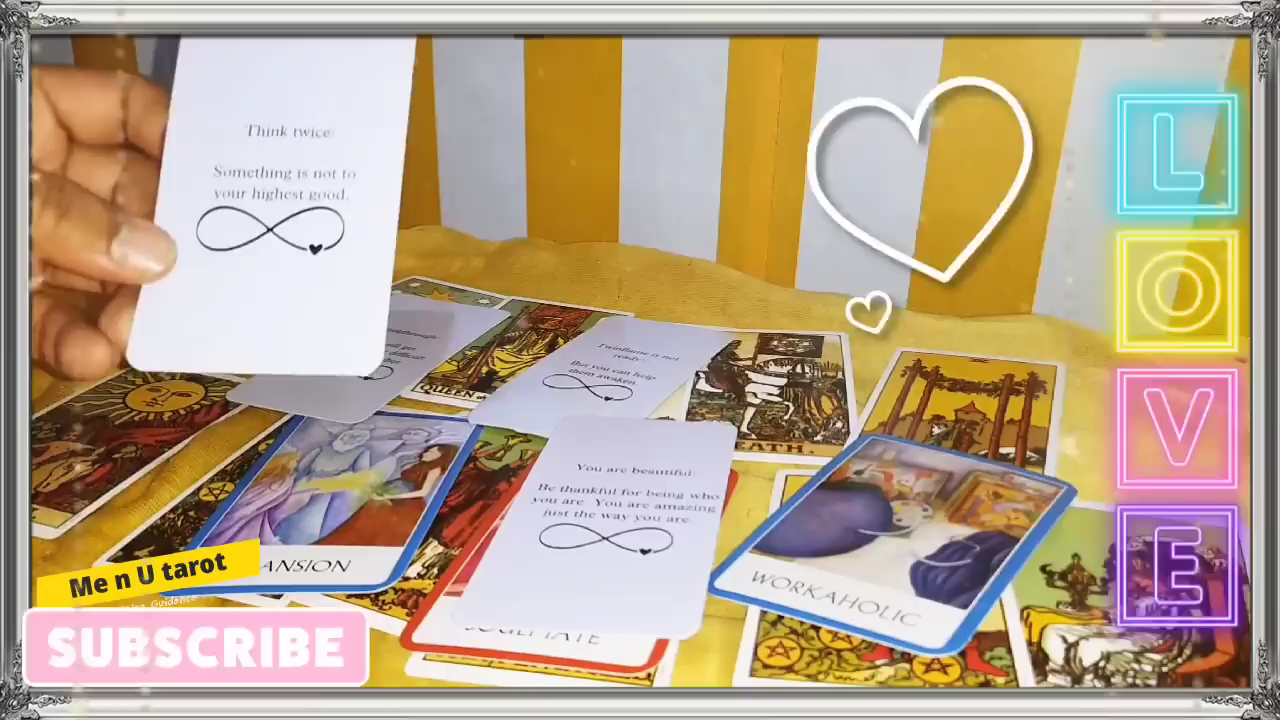 Think twice:
Something is not to
your highest good.
Twinflame is not
ready:
But you can help
them awaken.
QUEEN
DEATH.
You are beautiful:
Be thankful for being who
you are. You are amazing
just the way you are.
ANSION
WORKAHOLIC
L
O
V
E
Me n U tarot
Guidance
SUBSCRIBE